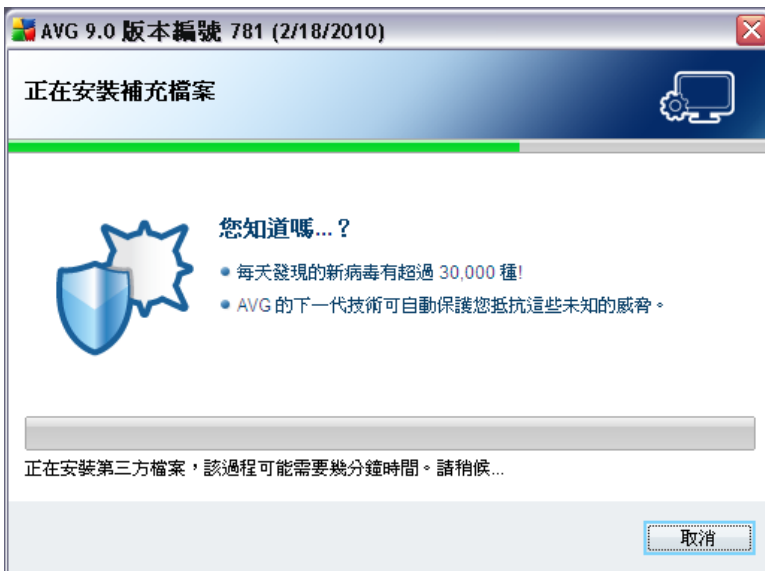 AVG 9.0 版本編號 781 (2/18/2010)
正在安裝補充檔案
您知道嗎...？
每天發現的新病毒有超過 30,000 種!
AVG 的下一代技術可自動保護您抵抗這些未知的威脅。
正在安裝第三方檔案，該過程可能需要幾分鐘時間。請稍候...
取消